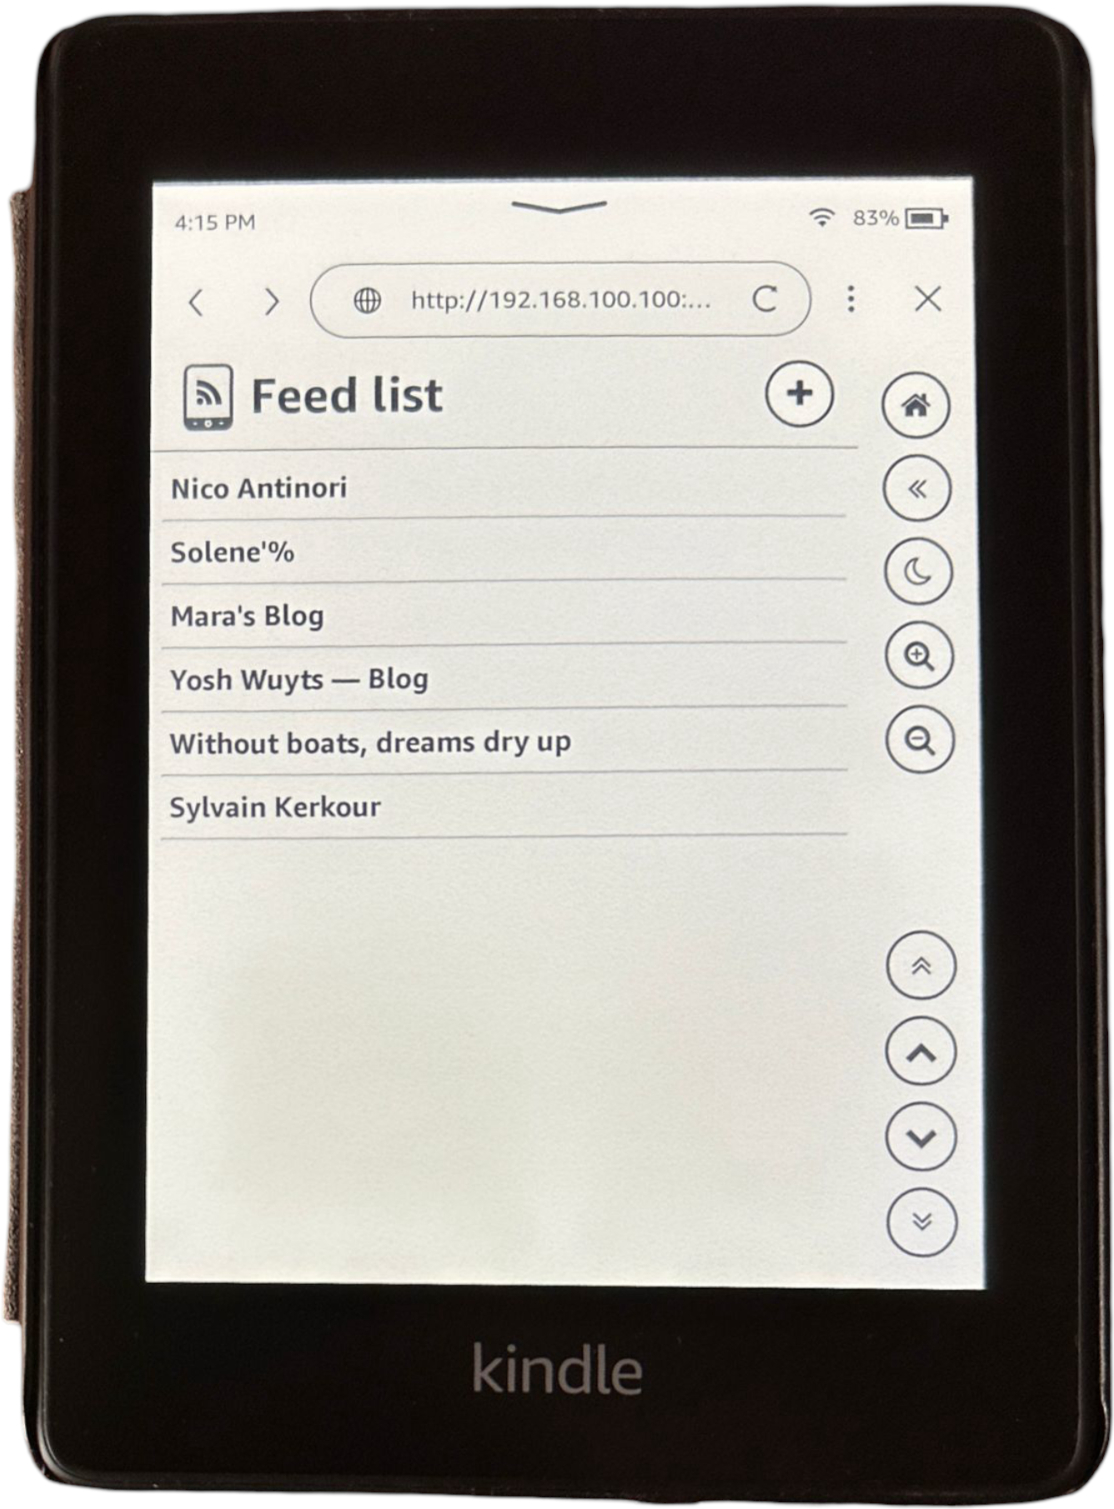 4:15 PM 83%
http://192.168.100.100:...
Feed list
Nico Antinori
Solene'%
Mara's Blog
Yosh Wuyts — Blog
Without boats, dreams dry up
Sylvain Kerkour
kindle